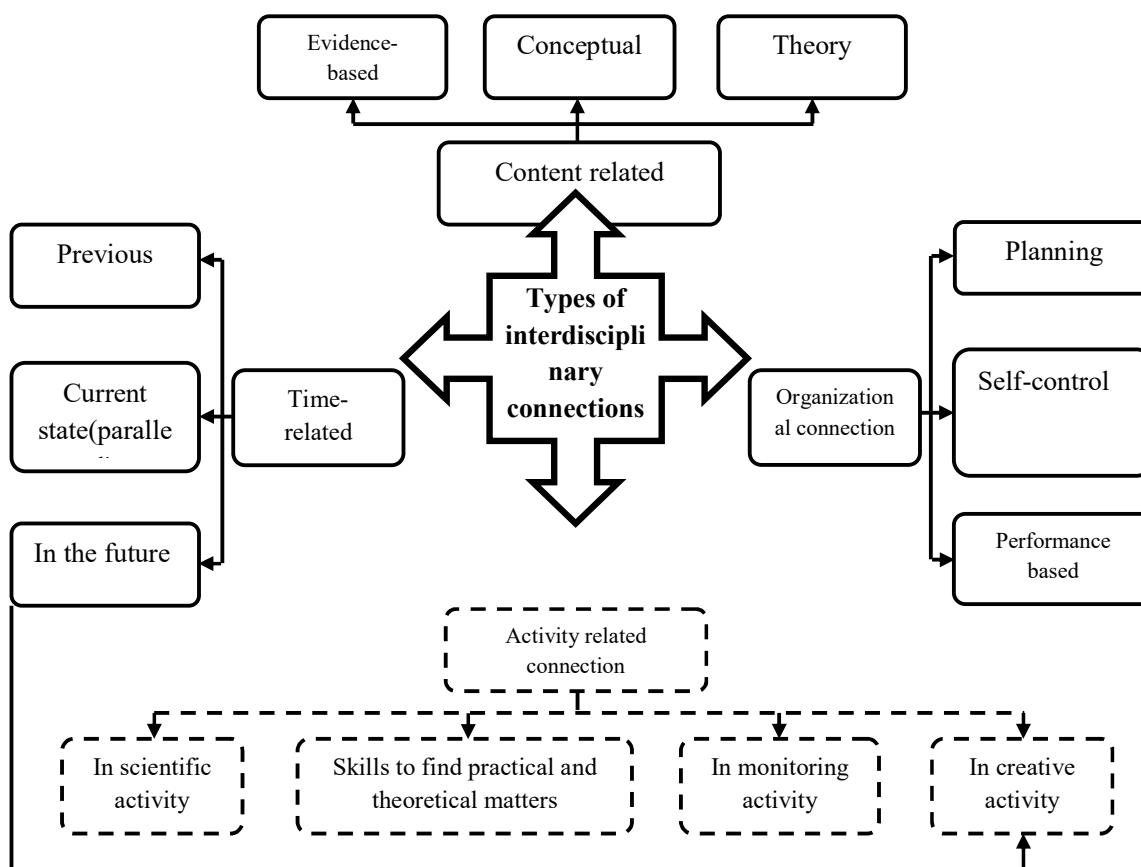 Evidence-
based
Conceptual
Theory
Content related
Previous
Current
state(paralle
In the future
Time-
related
Types of
interdiscipli
nary
connections
Organization
al connection
Planning
Self-control
Performance
based
Activity related
connection
In scientific
activity
Skills to find practical and
theoretical matters
In monitoring
activity
In creative
activity